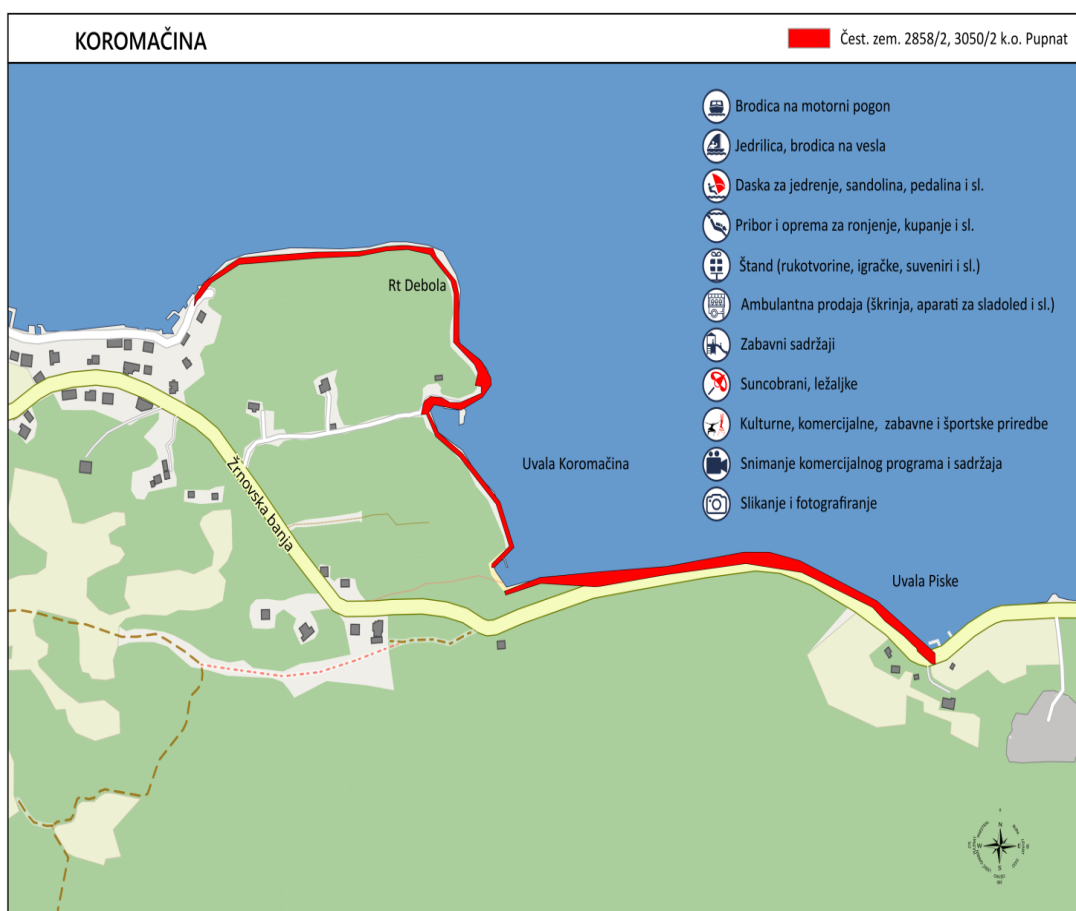 KOROMAČINA
Čest. zem. 2858/2, 3050/2 k.o. Pupnat
Brodica na motorni pogon
Jedrilica, brodica na vesla
Daska za jedrenje, sandolina, pedalina i sl.
Pribor i oprema za ronjenje, kupanje i sl.
Štand (rukotvorine, igračke, suveniri i sl.)
Ambulantna prodaja (škrinja, aparati za sladoled i sl.)
Zabavni sadržaji
Suncobrani, ležaljke
Kulturne, komercijalne, zabavne i športske priredbe
Snimanje komercijalnog programa i sadržaja
Slikanje i fotografiranje
Rt Debola
Uvala Koromačina
Žrnovska banja
Uvala Piske
N
W
E
S